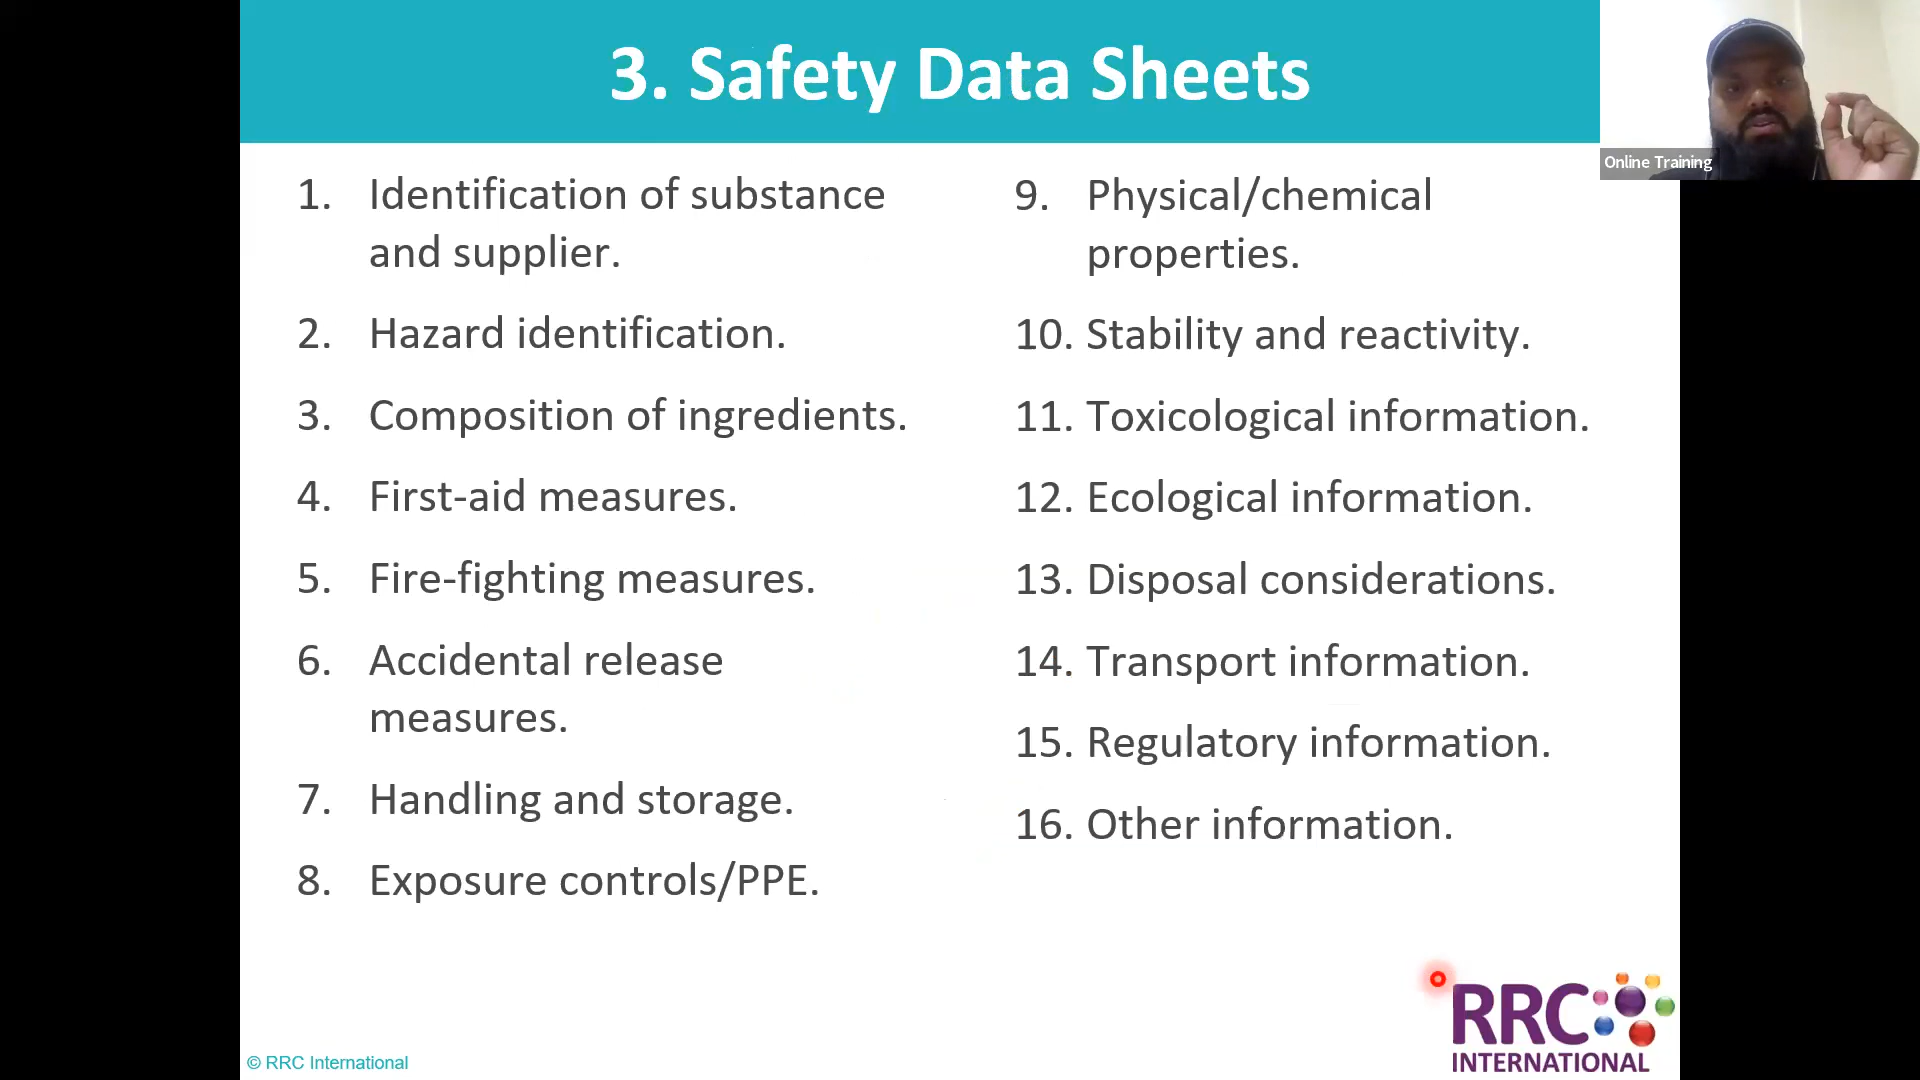 3. Safety Data Sheets
Online Training
1. Identification of substance
and supplier.
2. Hazard identification.
3. Composition of ingredients.
4. First-aid measures.
5. Fire-fighting measures.
6. Accidental release
measures.
7. Handling and storage.
8. Exposure controls/PPE.
9. Physical/chemical
properties.
10. Stability and reactivity.
11. Toxicological information.
12. Ecological information.
13. Disposal considerations.
14. Transport information.
15. Regulatory information.
16. Other information.
RRC
INTERNATIONAL
© RRC International